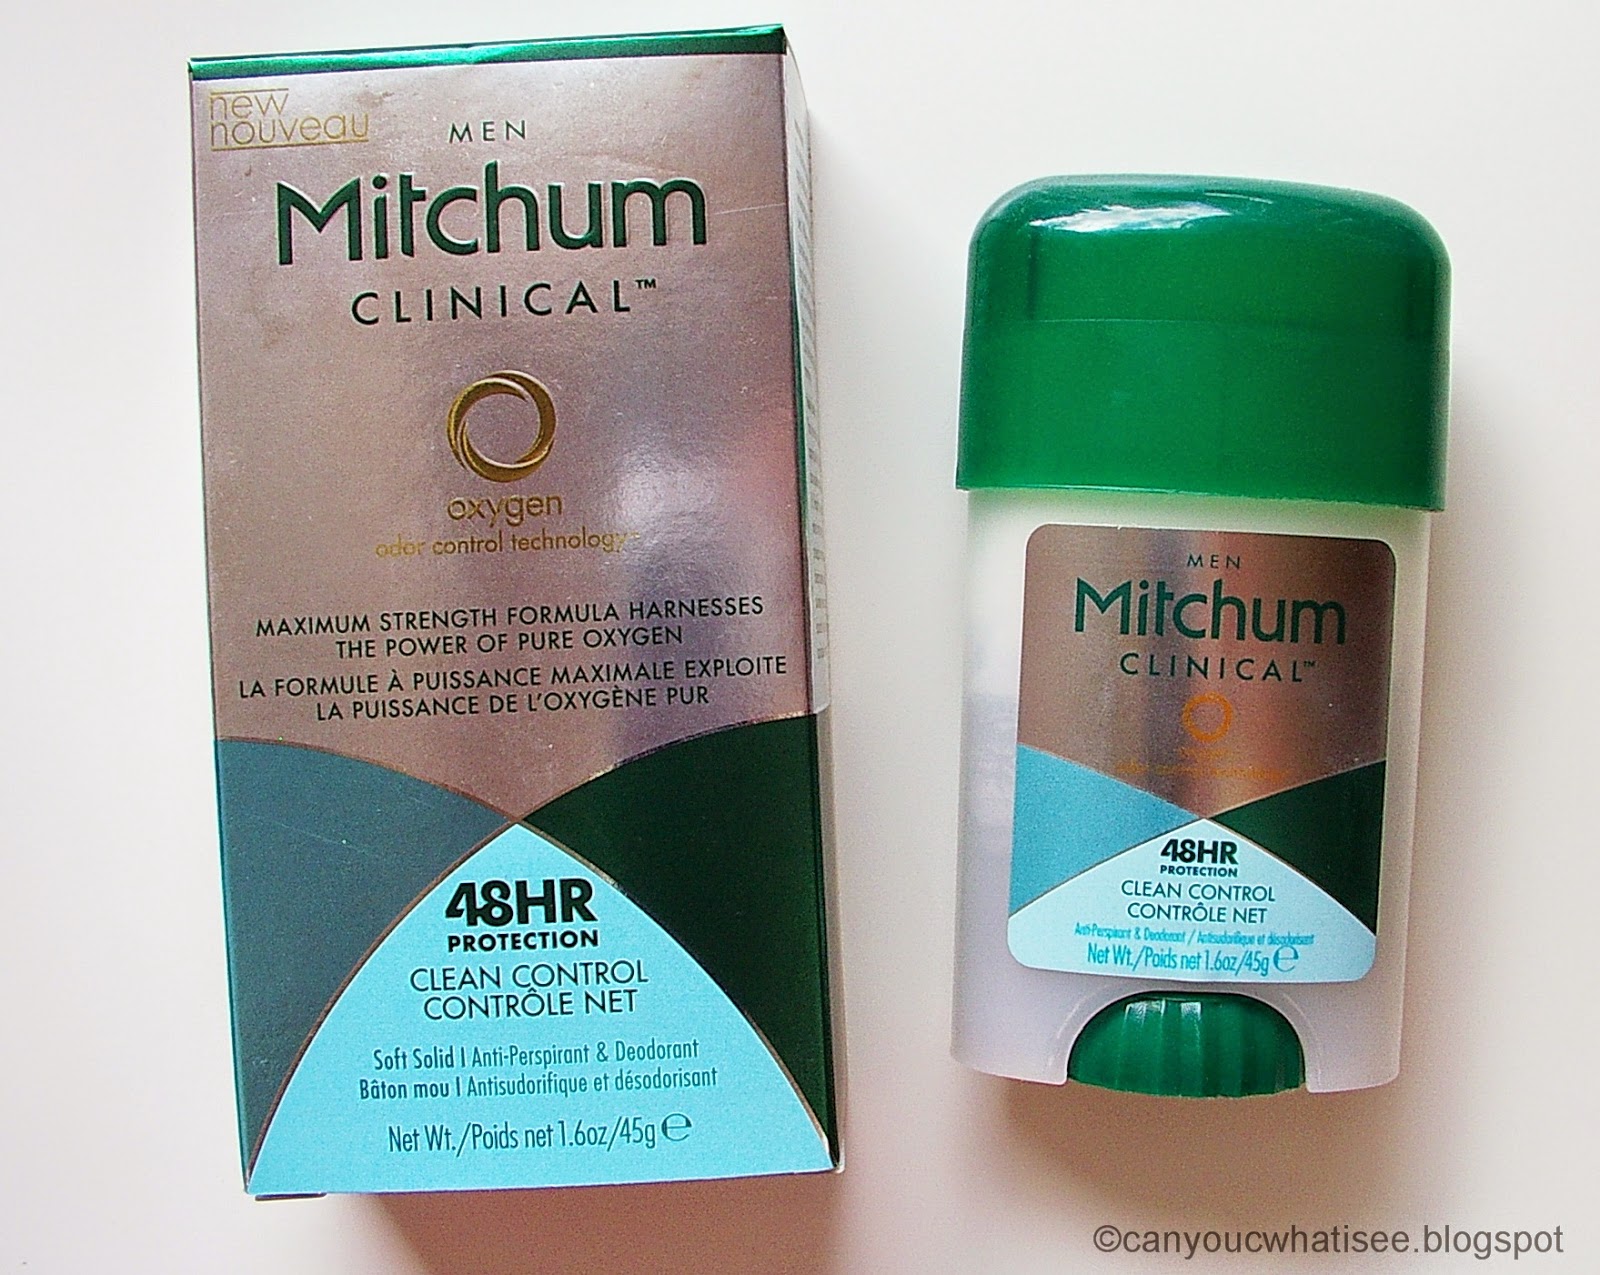 new
nouveau
MEN
Mitchum
CLINICAL™
oxygen
odor control technology
MAXIMUM STRENGTH FORMULA HARNESSES
THE POWER OF PURE OXYGEN
LA FORMULE À PUISSANCE MAXIMALE EXPLOITE
LA PUISSANCE DE L'OXYGÈNE PUR
48HR
PROTECTION
CLEAN CONTROL
CONTRÔLE NET
Soft Solid | Anti-Perspirant & Deodorant
Bâton mou | Antisudorifique et désodorisant
Net Wt./Poids net 1.6oz/45g ℮
MEN
Mitchum
CLINICAL™
48HR
PROTECTION
CLEAN CONTROL
CONTRÔLE NET
Anti-Perspirant & Deodorant / Antisudorifique et désodorisant
Net Wt./Poids net 1.6oz/45g ℮
©canyoucwhatisee.blogspot